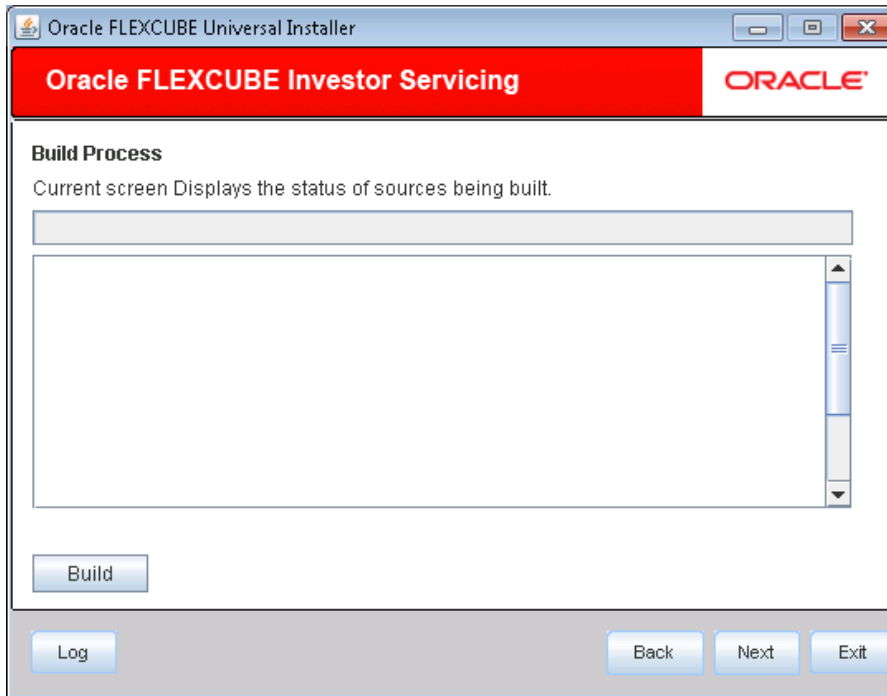 Oracle FLEXCUBE Universal Installer
Oracle FLEXCUBE Investor Servicing
ORACLE
Build Process
Current screen Displays the status of sources being built.
Build
Log
Back
Next
Exit